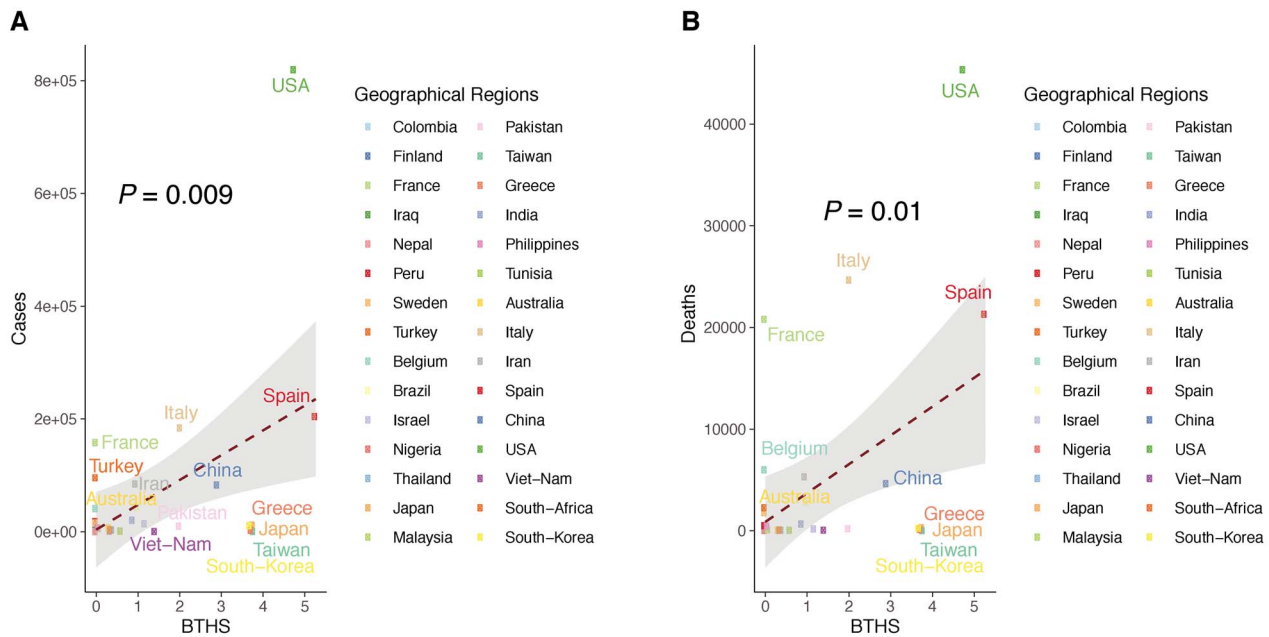 A
8e+05
6e+05
4e+05
2e+05
0e+00
Cases
USA
P = 0.009
Spain
Italy
France
Turkey
China
Iran
Australia
Pakistan
Greece
Japan
Viet-Nam
Taiwan
South-Korea
0 1 2 3 4 5
BTHS
Geographical Regions
Colombia Pakistan
Finland Taiwan
France Greece
Iraq India
Nepal Philippines
Peru Tunisia
Sweden Australia
Turkey Italy
Belgium Iran
Brazil Spain
Israel China
Nigeria USA
Thailand Viet-Nam
Japan South-Africa
Malaysia South-Korea
B
40000
30000
20000
10000
0
Deaths
USA
P = 0.01
Italy
Spain
France
Belgium
China
Australia
Greece
Japan
Taiwan
South-Korea
0 1 2 3 4 5
BTHS
Geographical Regions
Colombia Pakistan
Finland Taiwan
France Greece
Iraq India
Nepal Philippines
Peru Tunisia
Sweden Australia
Turkey Italy
Belgium Iran
Brazil Spain
Israel China
Nigeria USA
Thailand Viet-Nam
Japan South-Africa
Malaysia South-Korea